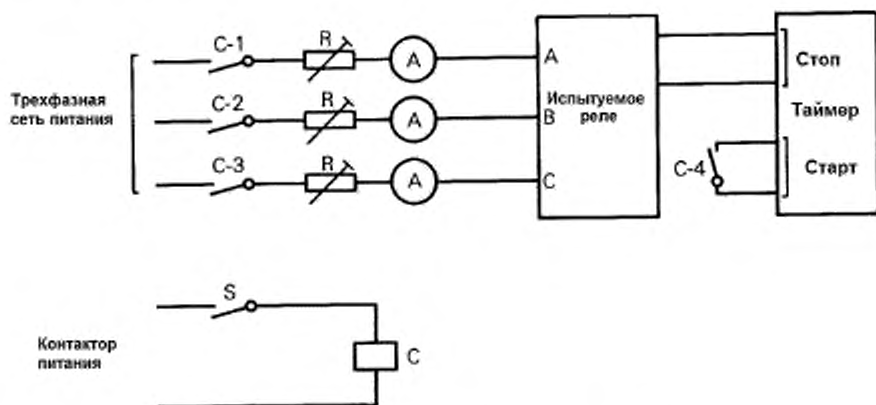 C-1
R
A
A
Стоп
Трехфазная
сеть питания
C-2
R
A
B
Испытуемое
реле
Таймер
C-3
R
A
C
C-4
Старт
S
Контактор
питания
C